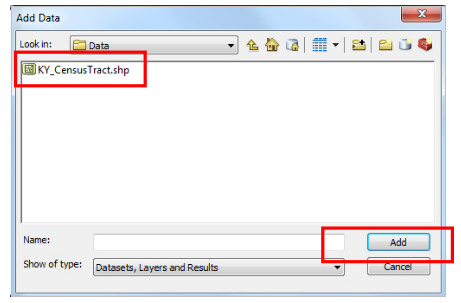 Add Data
Look in: Data
KY_CensusTract.shp
Name: Add
Show of type: Datasets, Layers and Results Cancel